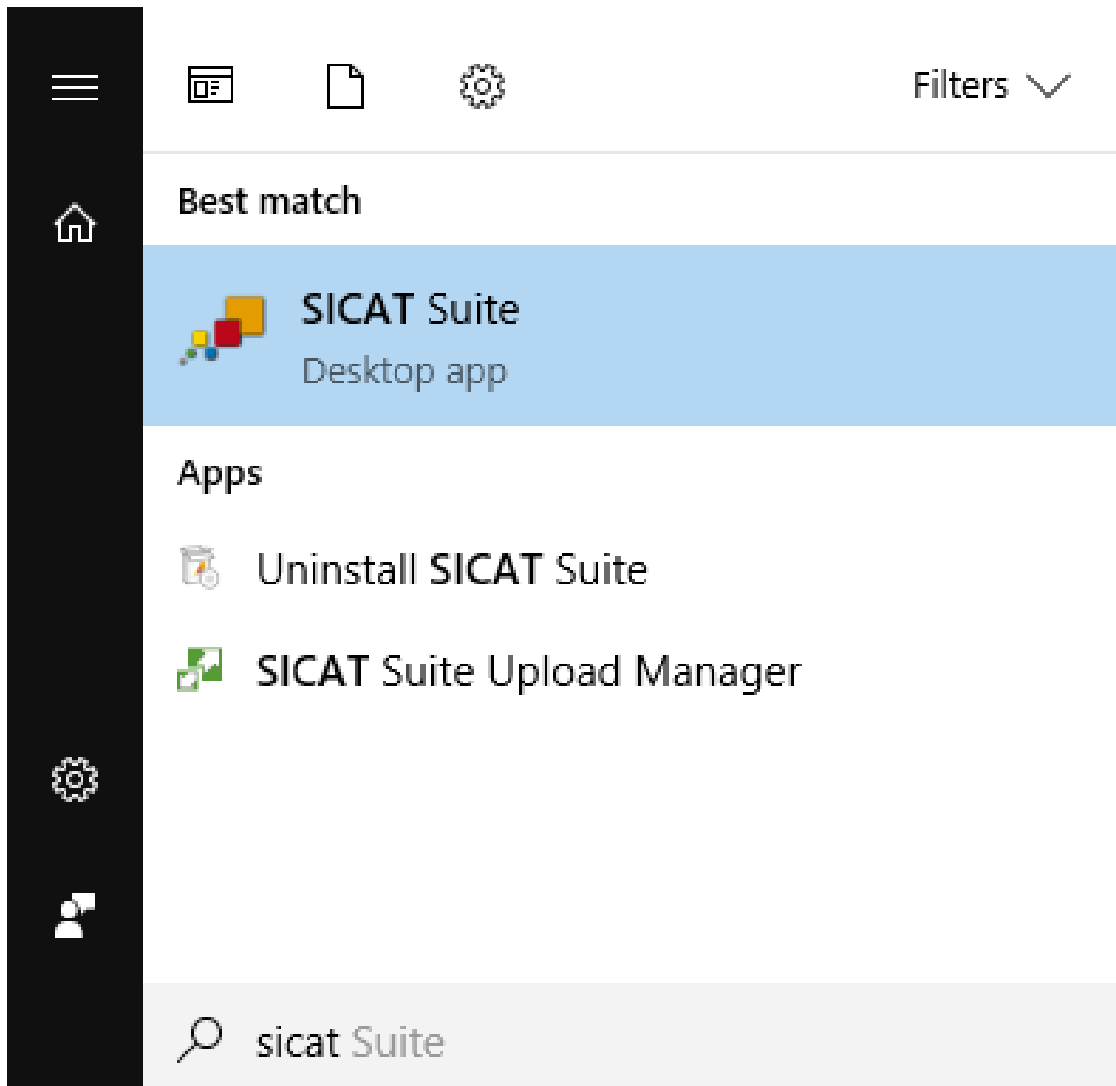 Filters
Best match
SICAT Suite
Desktop app
Apps
Uninstall SICAT Suite
SICAT Suite Upload Manager
sicat Suite